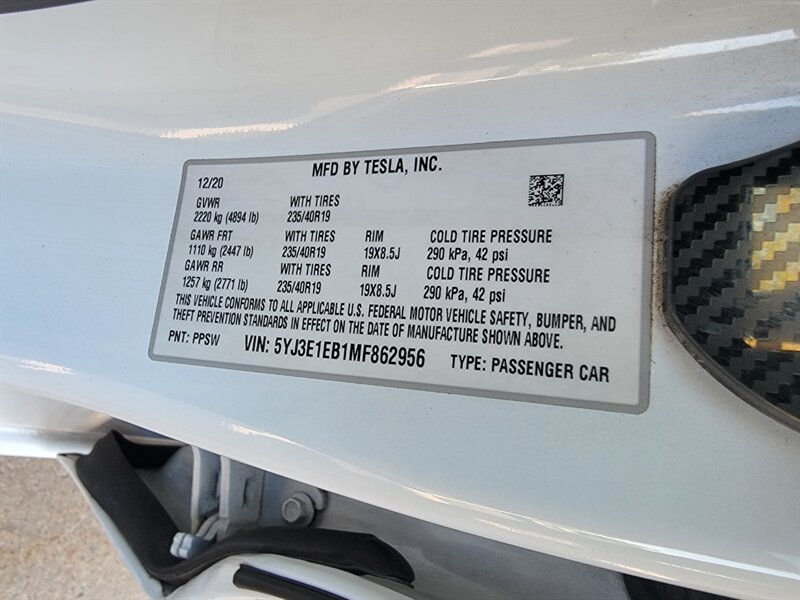 MFD BY TESLA, INC.
12/20
GVWR WITH TIRES
2220 kg (4894 lb) 235/40R19
GAWR FRT WITH TIRES RIM COLD TIRE PRESSURE
1110 kg (2447 lb) 235/40R19 19X8.5J 290 kPa, 42 psi
GAWR RR WITH TIRES RIM COLD TIRE PRESSURE
1257 kg (2771 lb) 235/40R19 19X8.5J 290 kPa, 42 psi
THIS VEHICLE CONFORMS TO ALL APPLICABLE U.S. FEDERAL MOTOR VEHICLE SAFETY, BUMPER, AND
THEFT PREVENTION STANDARDS IN EFFECT ON THE DATE OF MANUFACTURE SHOWN ABOVE.
PNT: PPSW VIN: 5YJ3E1EB1MF862956 TYPE: PASSENGER CAR